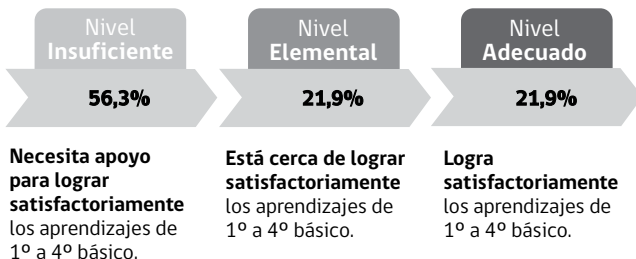 Nivel
Insuficiente
56,3%
Necesita apoyo
para lograr
satisfactoriamente
los aprendizajes de
1º a 4º básico.
Nivel
Elemental
21,9%
Está cerca de lograr
satisfactoriamente
los aprendizajes de
1º a 4º básico.
Nivel
Adecuado
21,9%
Logra
satisfactoriamente
los aprendizajes de
1º a 4º básico.